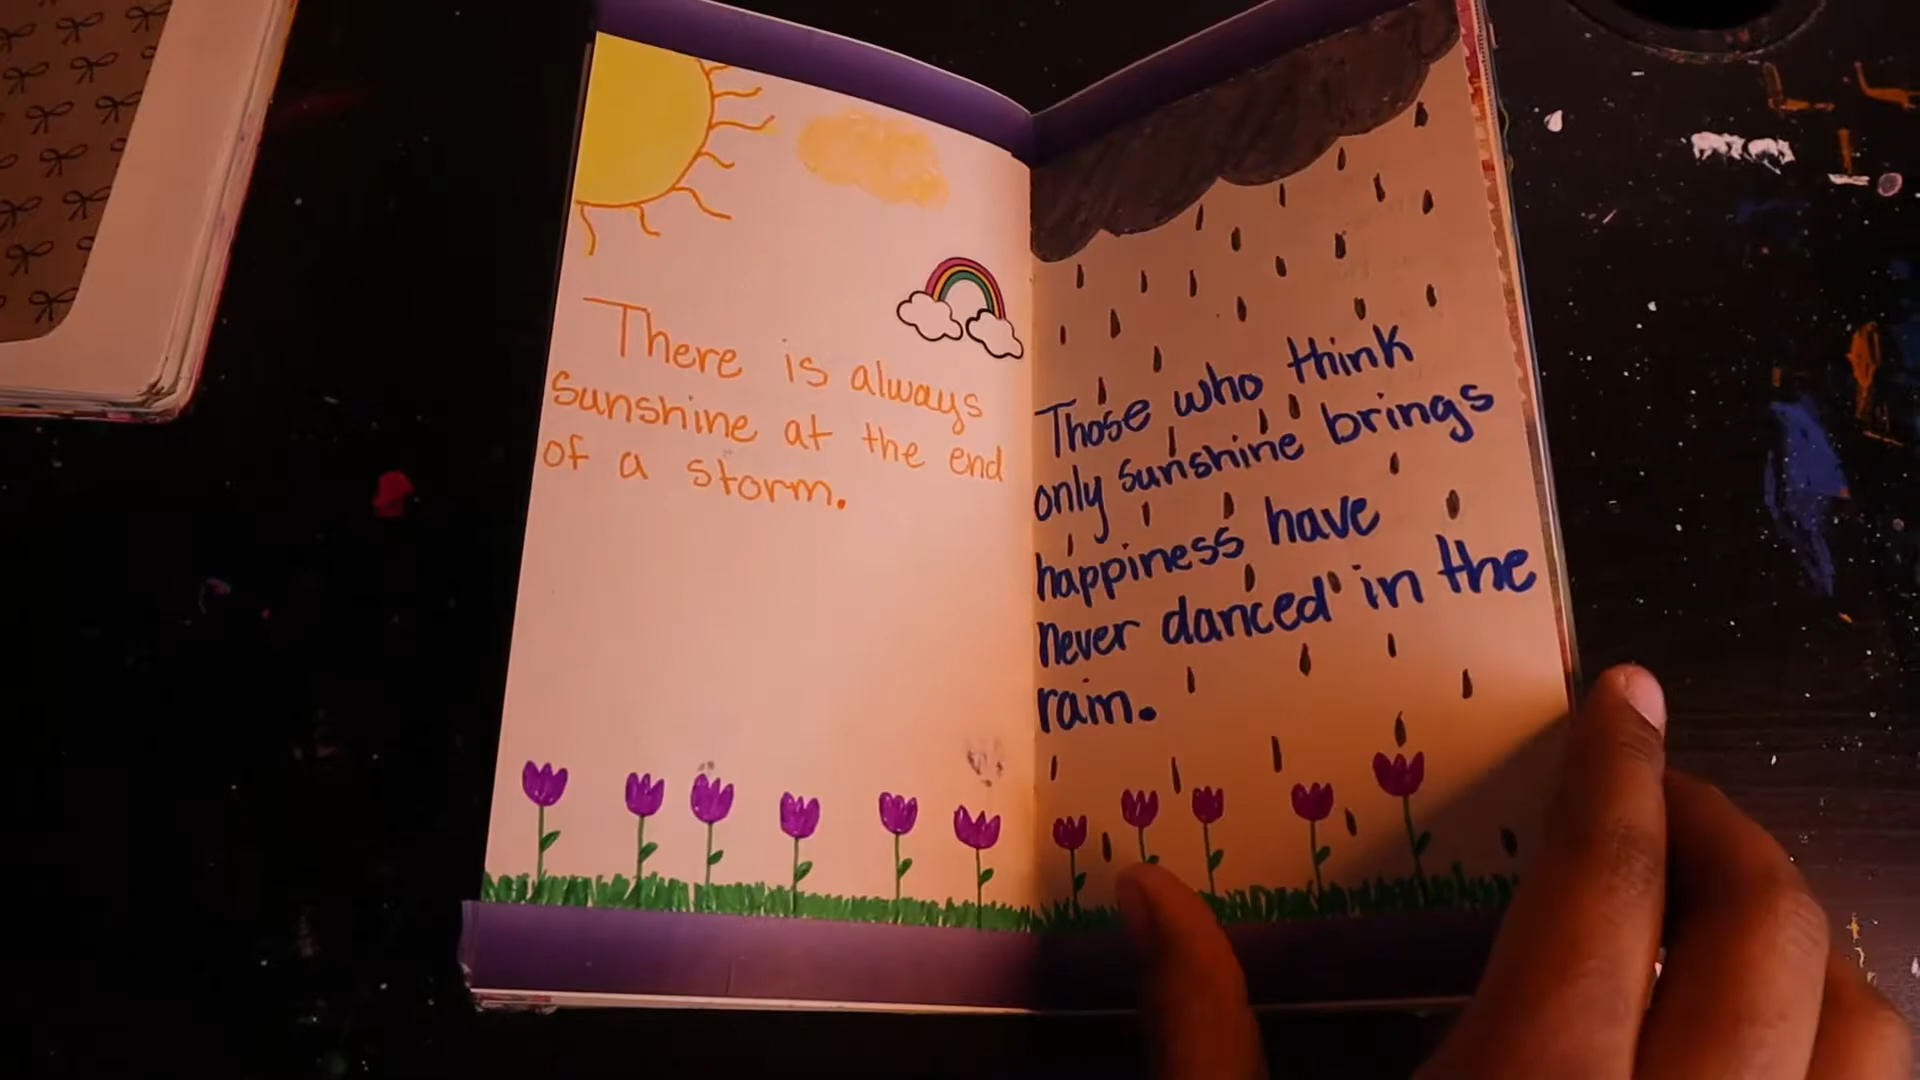 There is always
sunshine at the end
of a storm.
Those who think
only sunshine brings
happiness have
never danced in the
rain.